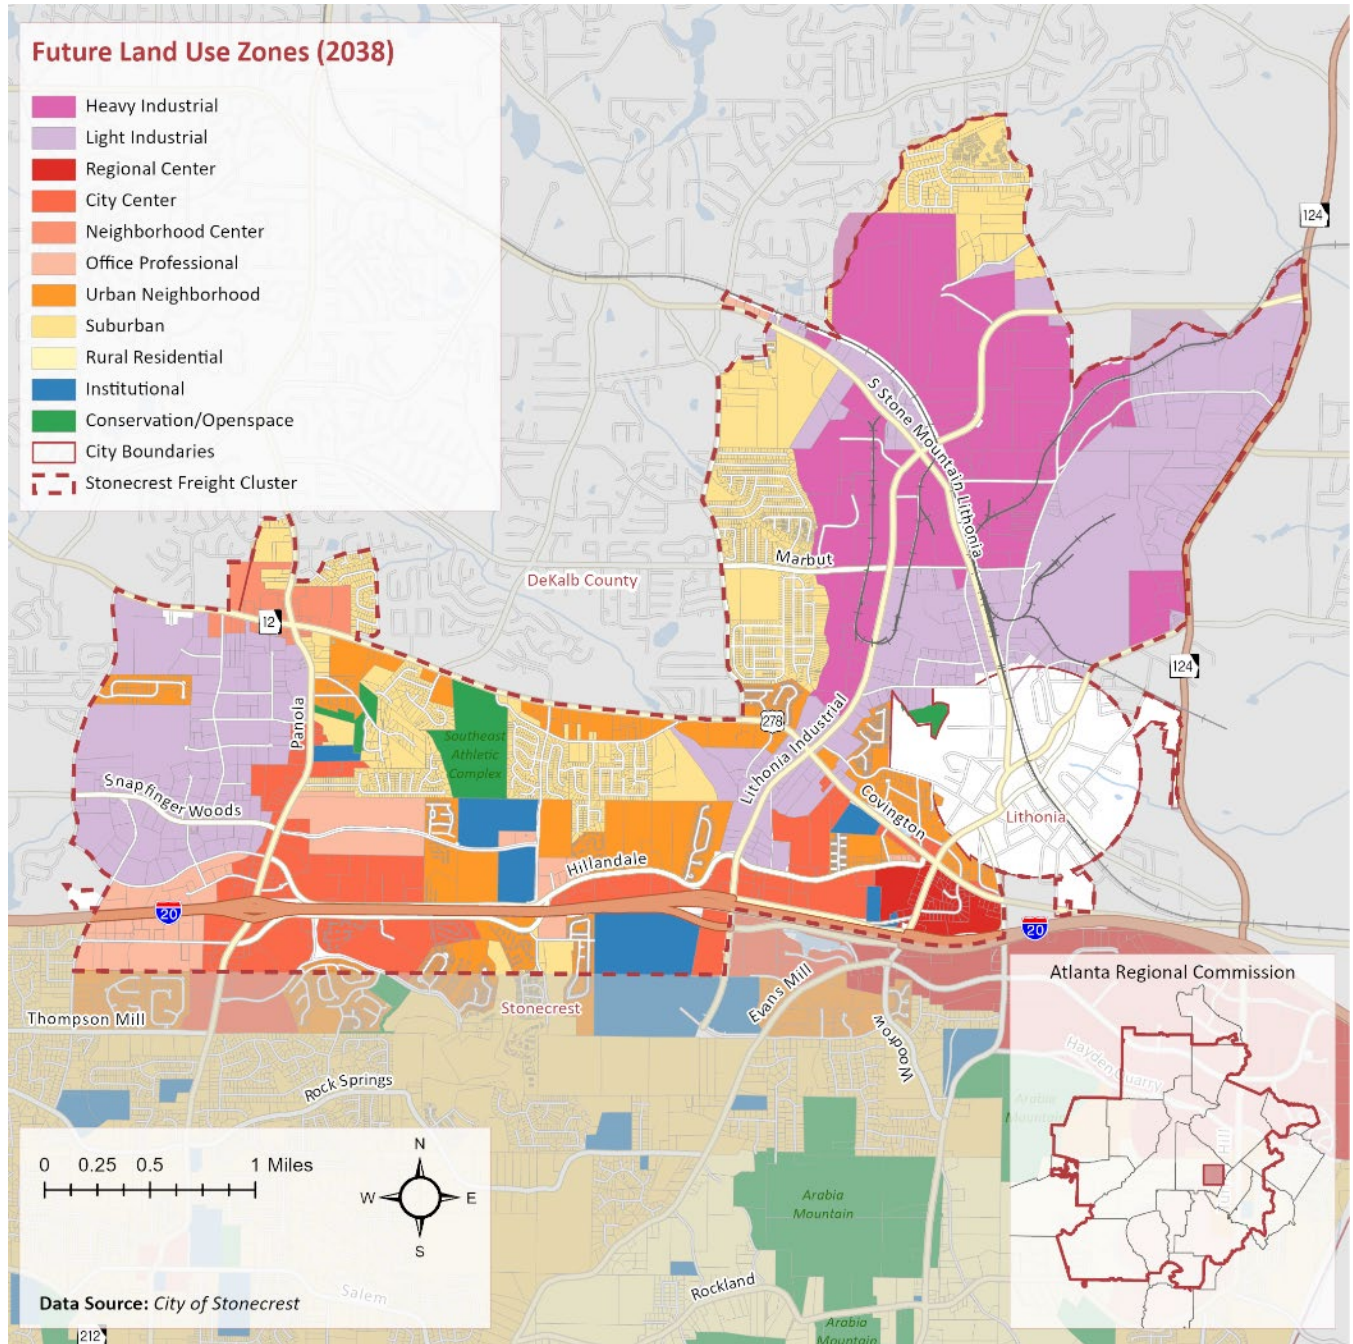 Future Land Use Zones (2038)
Heavy Industrial
Light Industrial
Regional Center
City Center
Neighborhood Center
Office Professional
Urban Neighborhood
Suburban
Rural Residential
Institutional
Conservation/Openspace
City Boundaries
Stonecrest Freight Cluster
124
S Stone Mountain Lithonia
Marbut
DeKalb County
12
124
Panola
278
Southeast
Athletic
Complex
Lithonia Industrial
Snapfinger Woods
Covington
Lithonia
Hillandale
20
20
Evans Mill
Stonecrest
Thompson Mill
Woodrow
Rock Springs
Hayden Quarry
Arabia
Mountain
Arabia
Mountain
Rockland
Arabia
Mountain
Salem
212
Atlanta Regional Commission
0 0.25 0.5 1 Miles
N
W E
S
Data Source: City of Stonecrest